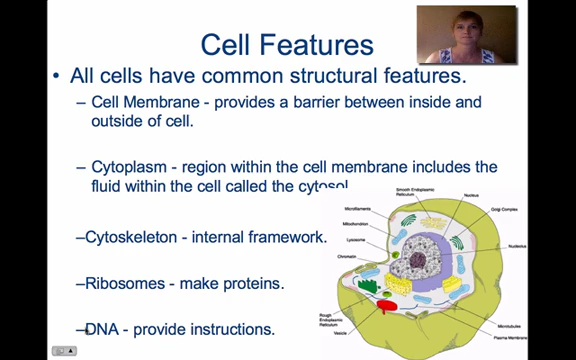 Cell Features
• All cells have common structural features.
– Cell Membrane - provides a barrier between inside and
outside of cell.
– Cytoplasm - region within the cell membrane includes the
fluid within the cell called the cytosol
–Cytoskeleton - internal framework.
–Ribosomes - make proteins.
–DNA - provide instructions.
Smooth Endoplasmic
Reticulum
Nucleus
Microfilaments
Golgi Complex
Mitochondrion
Lysosome
Nucleolus
Chromatin
Rough
Endoplasmic
Reticulum
Vesicle
Microtubules
Plasma Membrane